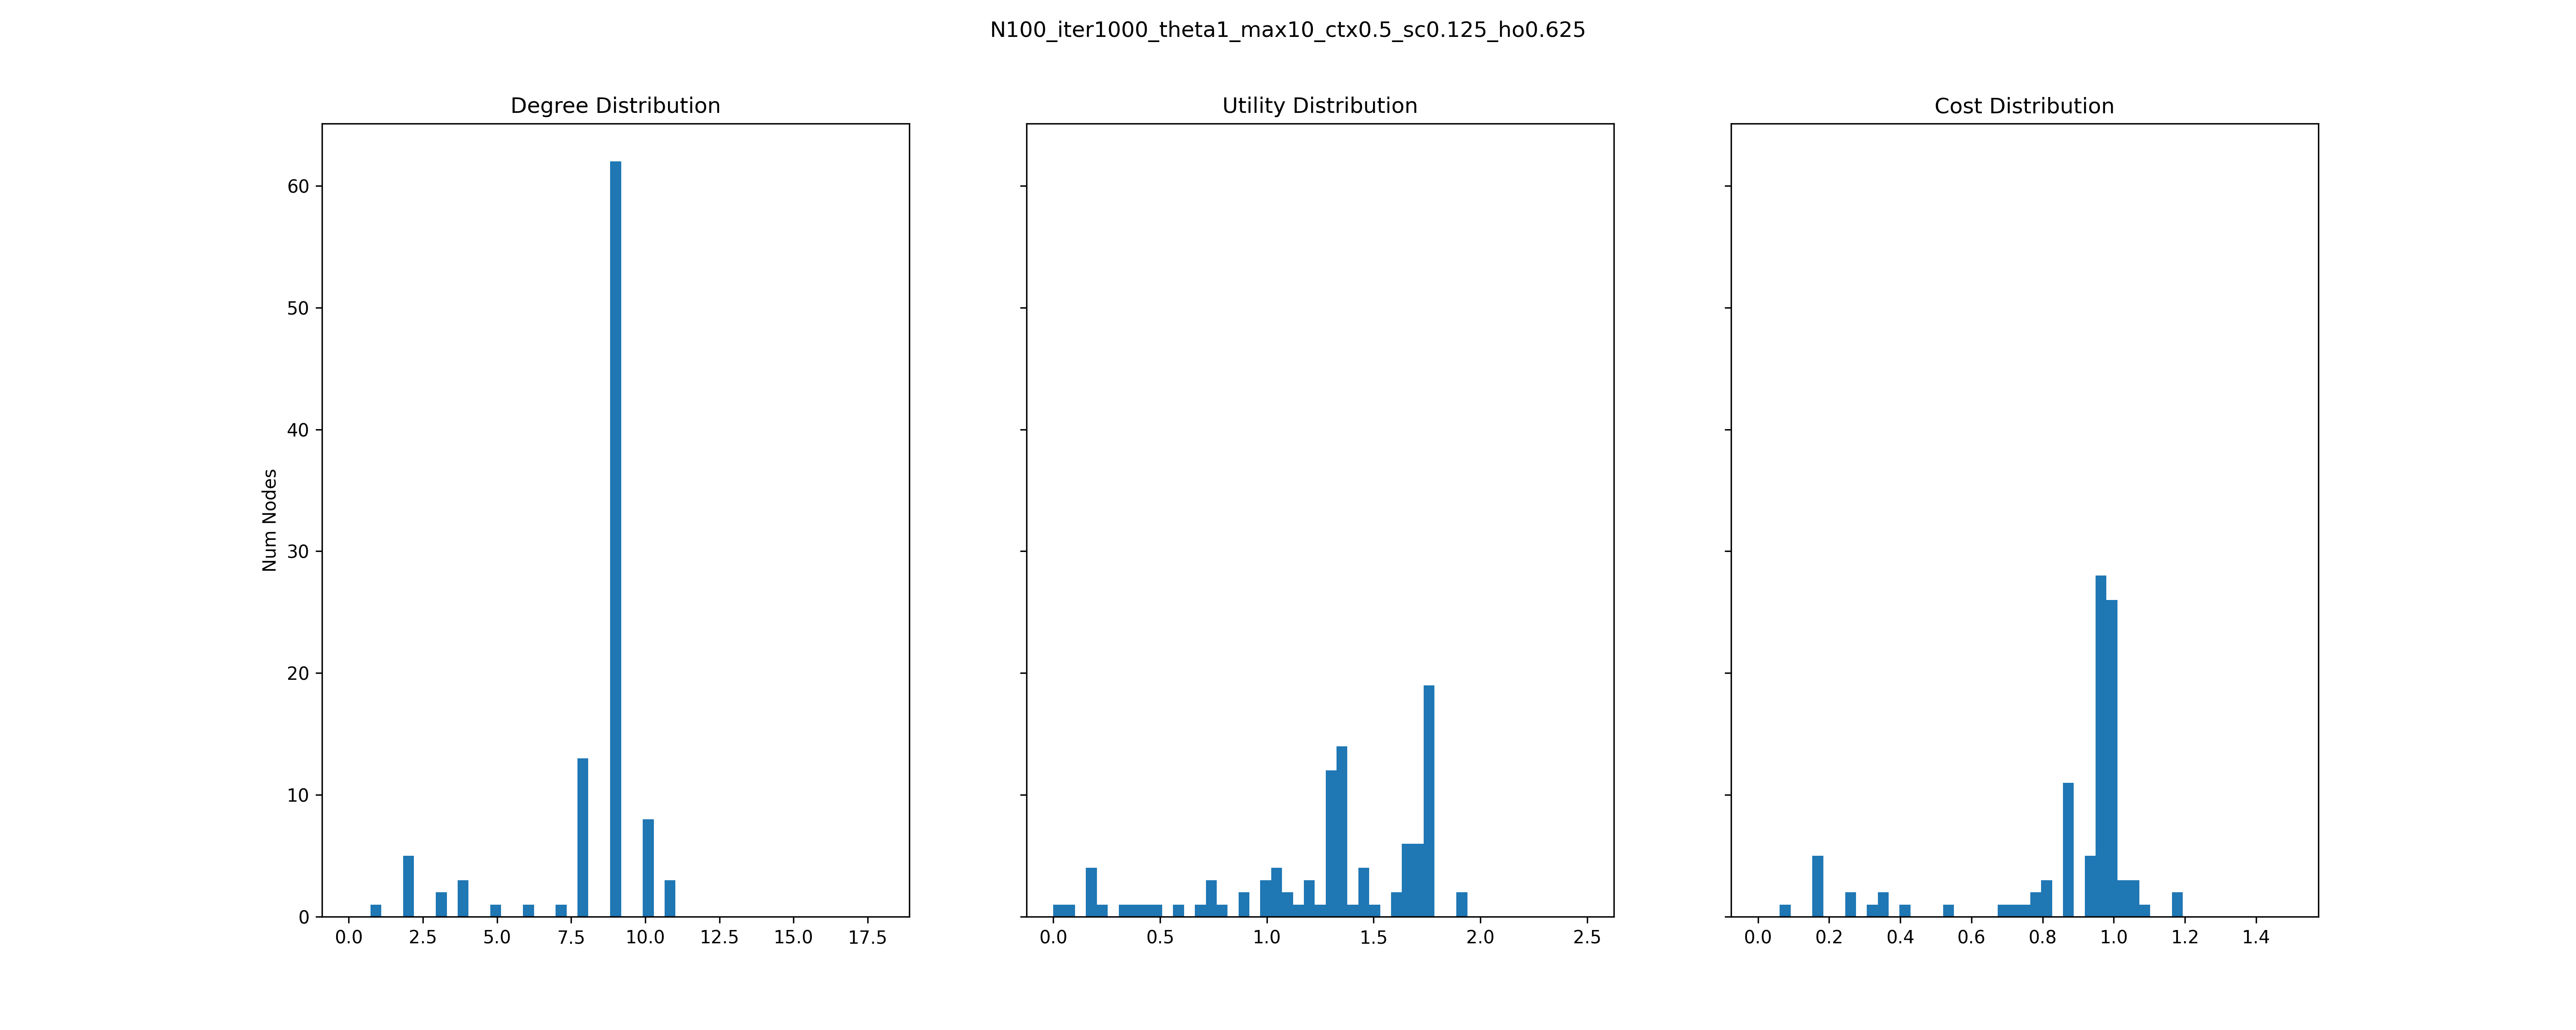 N100_iter1000_theta1_max10_ctx0.5_sc0.125_ho0.625
Degree Distribution
Utility Distribution
Cost Distribution
Num Nodes
60
50
40
30
20
10
0
0.0 2.5 5.0 7.5 10.0 12.5 15.0 17.5
0.0 0.5 1.0 1.5 2.0 2.5
0.0 0.2 0.4 0.6 0.8 1.0 1.2 1.4